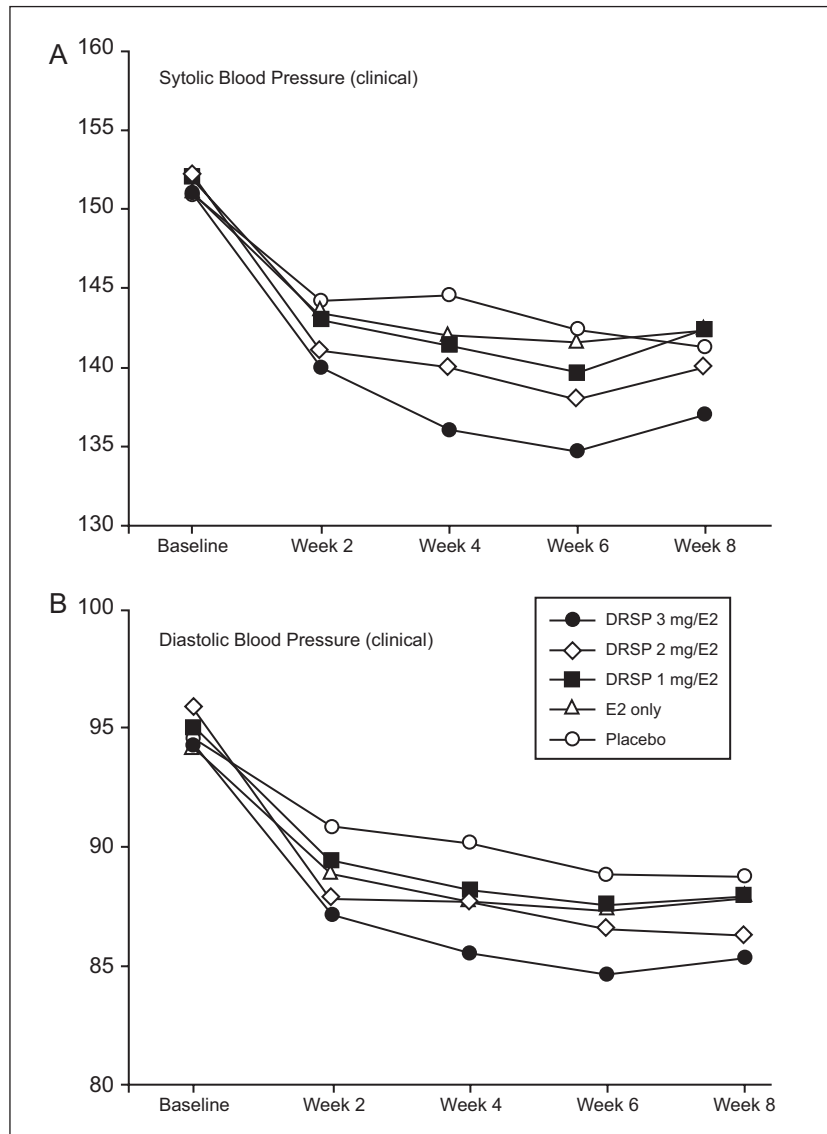 A
Sytolic Blood Pressure (clinical)
160
155
150
145
140
135
130
Baseline Week 2 Week 4 Week 6 Week 8
B
Diastolic Blood Pressure (clinical)
100
95
90
85
80
DRSP 3 mg/E2
DRSP 2 mg/E2
DRSP 1 mg/E2
E2 only
Placebo
Baseline Week 2 Week 4 Week 6 Week 8